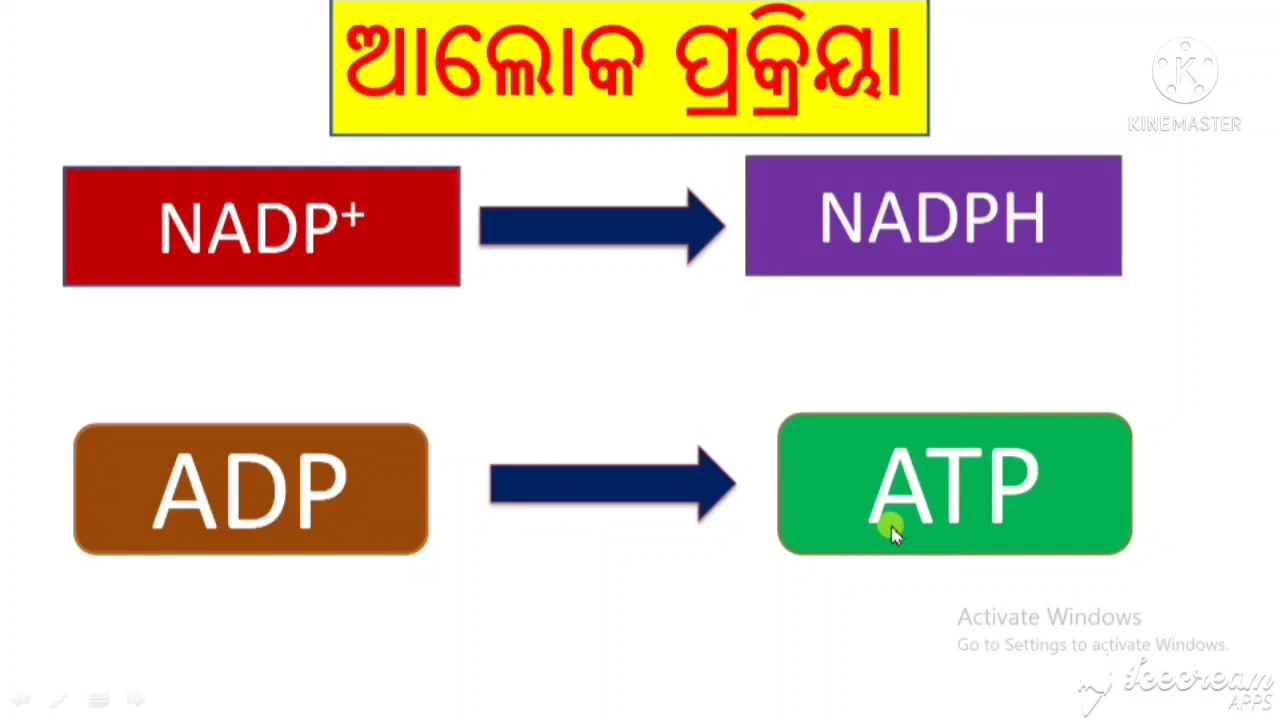 ଆଲୋକ ପ୍ରକ୍ରିୟା
KINEMASTER
NADP⁺
NADPH
ADP
ATP
Activate Windows
Go to Settings to activate Windows.
Icecream
APPS